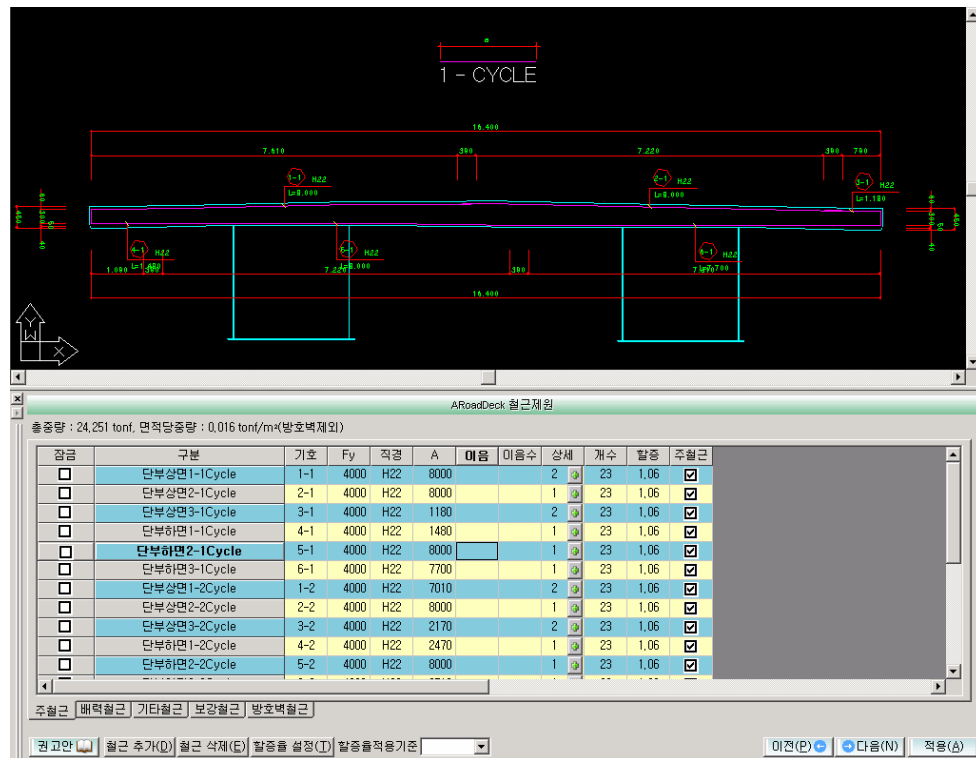 a
1 - CYCLE
16.400
7.610 390 7.220 390 790
1-1 H22 2-1 H22 3-1 H22
L=8.000 L=8.000 L=1.180
4-1 H22 5-1 H22 6-1 H22
L=1.480 L=8.000 L=7.700
1.090 390 7.220 390
16.400
Y
W
X
ARoadDeck 철근제원
총중량 : 24,251 tonf, 면적당중량 : 0,016 tonf/m²(방호벽제외)
잠금 구분 기호 Fy 직경 A 이음 이음수 상세 개수 할증 주철근
단부상면1-1Cycle 1-1 4000 H22 8000 2 23 1,06
단부상면2-1Cycle 2-1 4000 H22 8000 1 23 1,06
단부상면3-1Cycle 3-1 4000 H22 1180 2 23 1,06
단부하면1-1Cycle 4-1 4000 H22 1480 1 23 1,06
단부하면2-1Cycle 5-1 4000 H22 8000 1 23 1,06
단부하면3-1Cycle 6-1 4000 H22 7700 1 23 1,06
단부상면1-2Cycle 1-2 4000 H22 7010 2 23 1,06
단부상면2-2Cycle 2-2 4000 H22 8000 1 23 1,06
단부상면3-2Cycle 3-2 4000 H22 2170 2 23 1,06
단부하면1-2Cycle 4-2 4000 H22 2470 1 23 1,06
단부하면2-2Cycle 5-2 4000 H22 8000 1 23 1,06
주철근 배력철근 기타철근 보강철근 방호벽철근
권고안 철근 추가(D) 철근 삭제(E) 할증율 설정(T) 할증율적용기준 이전(P) 다음(N) 적용(A)